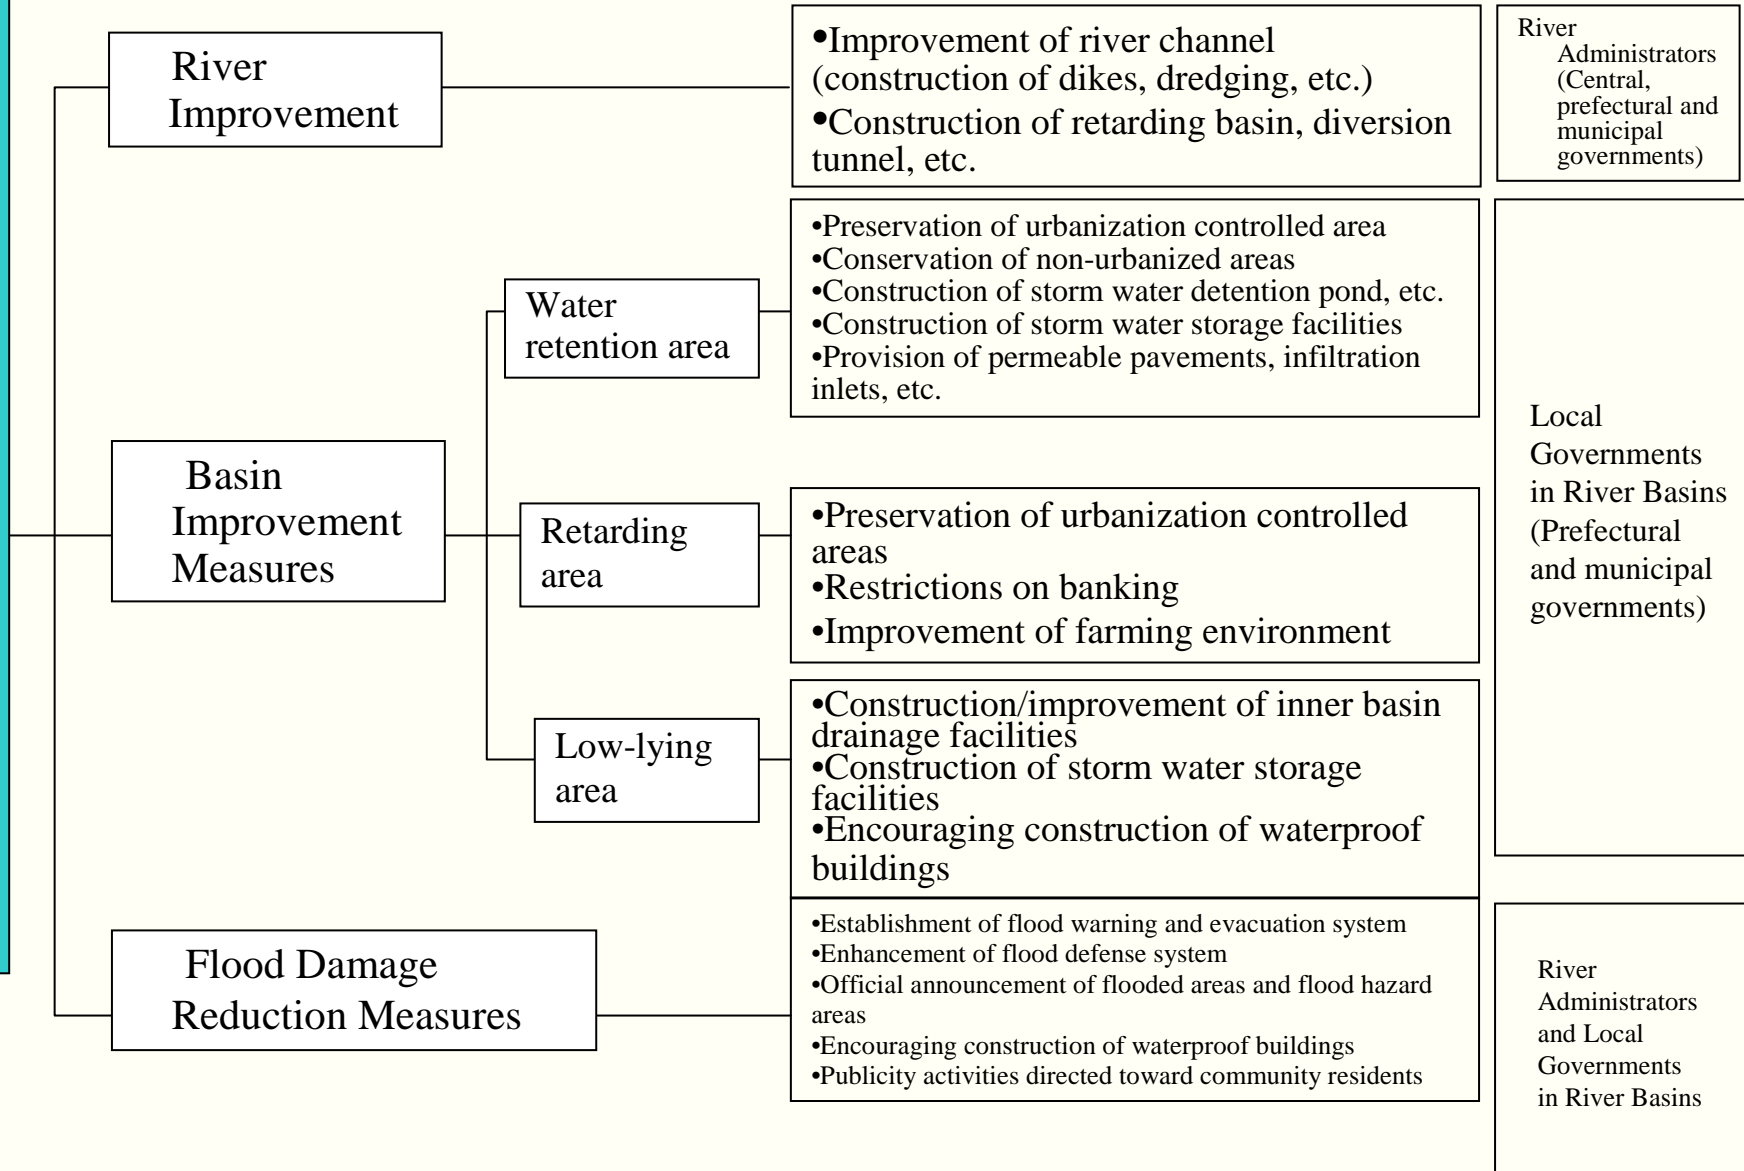 River
Improvement
•Improvement of river channel
(construction of dikes, dredging, etc.)
•Construction of retarding basin, diversion
tunnel, etc.
River
Administrators
(Central,
prefectural and
municipal
governments)
Basin
Improvement
Measures
Water
retention area
•Preservation of urbanization controlled area
•Conservation of non-urbanized areas
•Construction of storm water detention pond, etc.
•Construction of storm water storage facilities
•Provision of permeable pavements, infiltration
inlets, etc.
Retarding
area
•Preservation of urbanization controlled
areas
•Restrictions on banking
•Improvement of farming environment
Low-lying
area
•Construction/improvement of inner basin
drainage facilities
•Construction of storm water storage
facilities
•Encouraging construction of waterproof
buildings
Local
Governments
in River Basins
(Prefectural
and municipal
governments)
Flood Damage
Reduction Measures
•Establishment of flood warning and evacuation system
•Enhancement of flood defense system
•Official announcement of flooded areas and flood hazard
areas
•Encouraging construction of waterproof buildings
•Publicity activities directed toward community residents
River
Administrators
and Local
Governments
in River Basins